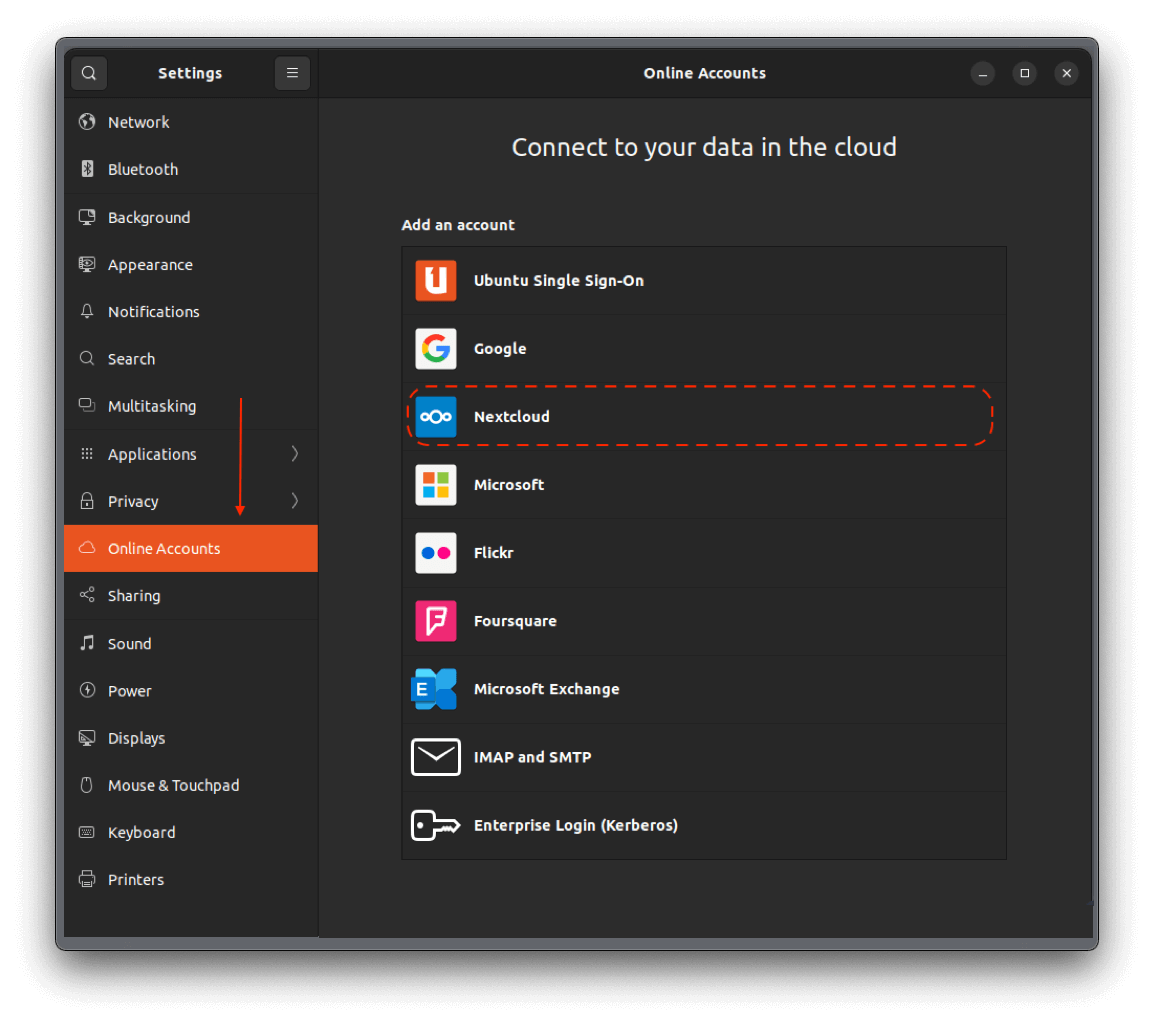 Settings
Online Accounts
Network
Bluetooth
Background
Appearance
Notifications
Search
Multitasking
Applications
Privacy
Online Accounts
Sharing
Sound
Power
Displays
Mouse & Touchpad
Keyboard
Printers
Connect to your data in the cloud
Add an account
Ubuntu Single Sign-On
Google
Nextcloud
Microsoft
Flickr
Foursquare
E
Microsoft Exchange
IMAP and SMTP
Enterprise Login (Kerberos)